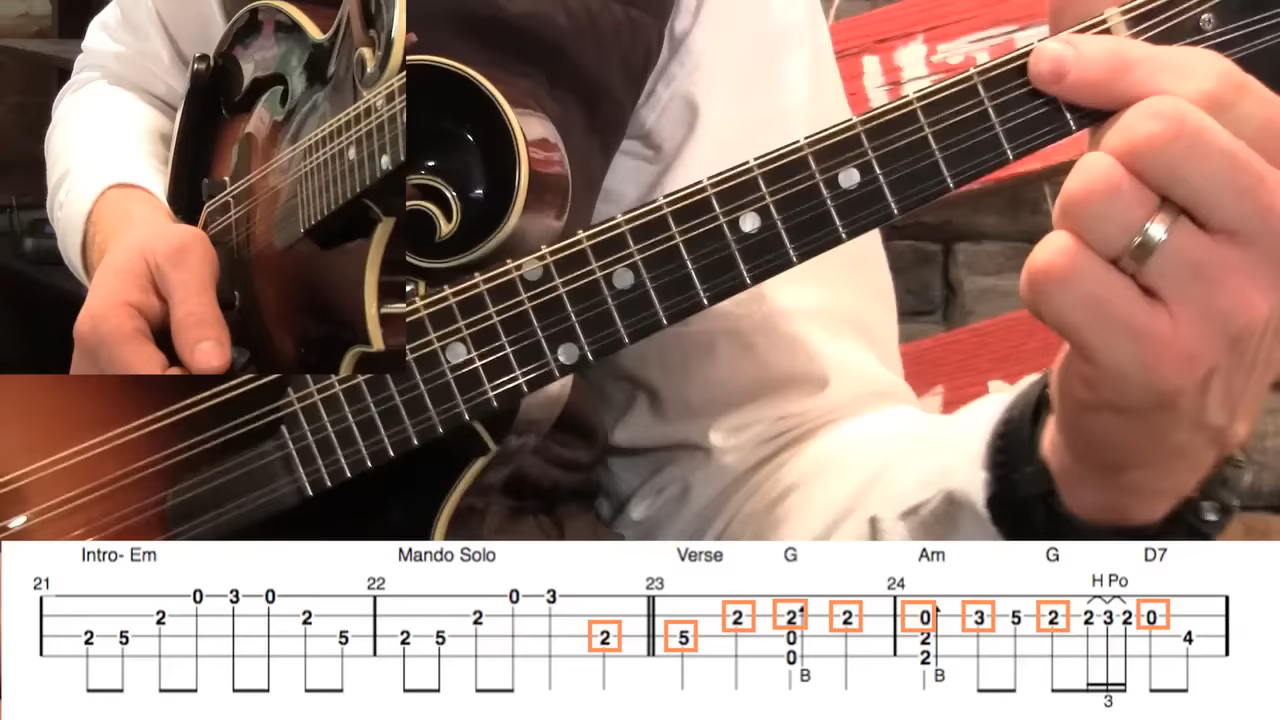 Intro- Em Mando Solo Verse G Am G D7
21 22 23 24 H Po
0 3 0 0 3
2 2 2 2 2 2 0 3 5 2 2 3 2 0
2 5 5 2 5 2 5 0 2 4
0 2
B B
3